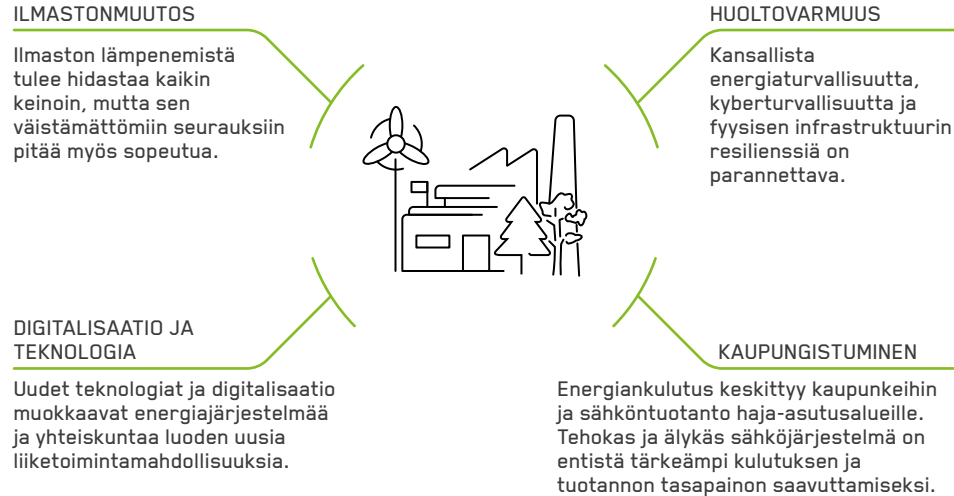 ILMASTONMUUTOS
Ilmaston lämpenemistä
tulee hidastaa kaikin
keinoin, mutta sen
väistämättömiin seurauksiin
pitää myös sopeutua.
HUOLTOVARMUUS
Kansallista
energiaturvallisuutta,
kyberturvallisuutta ja
fyysisen infrastruktuurin
resilienssiä on
parannettava.
DIGITALISAATIO JA
TEKNOLOGIA
Uudet teknologiat ja digitalisaatio
muokkaavat energiajärjestelmää
ja yhteiskuntaa luoden uusia
liiketoimintamahdollisuuksia.
KAUPUNGISTUMINEN
Energiankulutus keskittyy kaupunkeihin
ja sähköntuotanto haja-asutusalueille.
Tehokas ja älykäs sähköjärjestelmä on
entistä tärkeämpi kulutuksen ja
tuotannon tasapainon saavuttamiseksi.